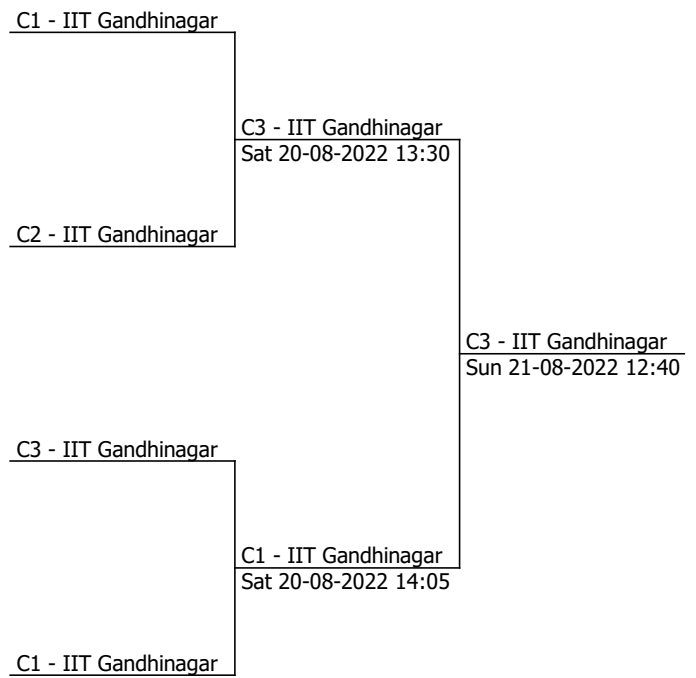 C1 - IIT Gandhinagar
C3 - IIT Gandhinagar
Sat 20-08-2022 13:30
C2 - IIT Gandhinagar
C3 - IIT Gandhinagar
Sun 21-08-2022 12:40
C3 - IIT Gandhinagar
C1 - IIT Gandhinagar
Sat 20-08-2022 14:05
C1 - IIT Gandhinagar